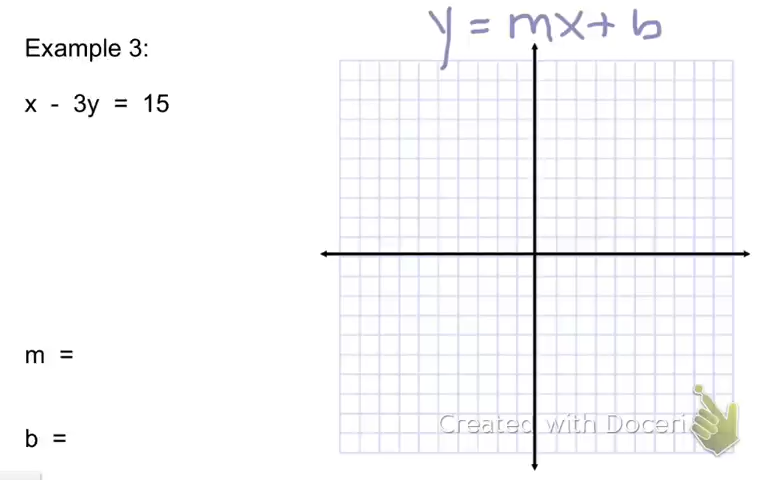 y = mx + b
Example 3:
x - 3y = 15
m =
b =
Created with Doceri